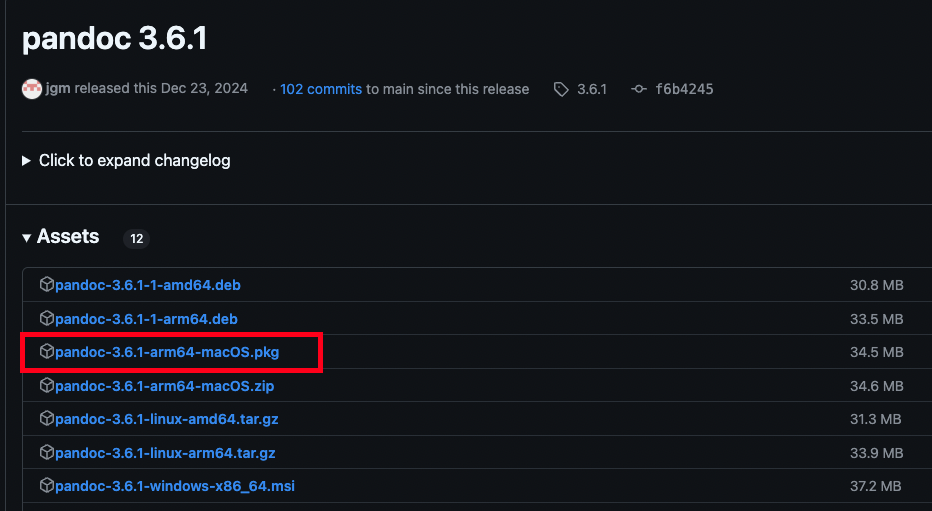 pandoc 3.6.1
jgm released this Dec 23, 2024 · 102 commits to main since this release 3.6.1 f6b4245
Click to expand changelog
Assets 12
pandoc-3.6.1-1-amd64.deb 30.8 MB
pandoc-3.6.1-1-arm64.deb 33.5 MB
pandoc-3.6.1-arm64-macOS.pkg 34.5 MB
pandoc-3.6.1-arm64-macOS.zip 34.6 MB
pandoc-3.6.1-linux-amd64.tar.gz 31.3 MB
pandoc-3.6.1-linux-arm64.tar.gz 33.9 MB
pandoc-3.6.1-windows-x86_64.msi 37.2 MB